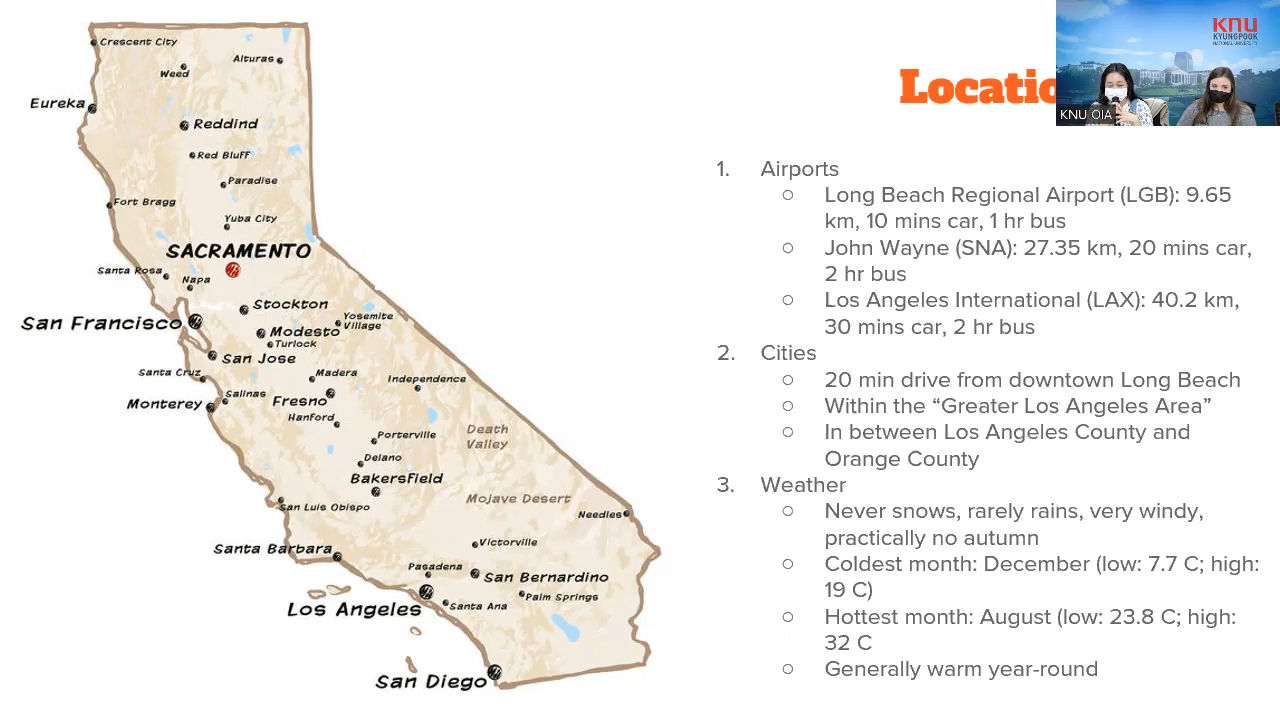 Crescent City
Alturas
Weed
Eureka
Reddind
Red Bluff
Paradise
Fort Bragg
Yuba City
SACRAMENTO
Santa Rosa
Napa
Stockton
San Francisco
Yosemite
Village
Modesto
Turlock
San Jose
Santa Cruz
Madera
Independence
Salinas
Fresno
Monterey
Hanford
Death
Valley
Porterville
Delano
Bakersfield
Mojave Desert
San Luis Obispo
Needles
Santa Barbara
Victorville
Pasadena
San Bernardino
Los Angeles
Palm Springs
Santa Ana
San Diego
Locatio
KNU
KYUNGPOOK
NATIONAL UNIVERSITY
KNU OIA
1. Airports
○ Long Beach Regional Airport (LGB): 9.65
km, 10 mins car, 1 hr bus
○ John Wayne (SNA): 27.35 km, 20 mins car,
2 hr bus
○ Los Angeles International (LAX): 40.2 km,
30 mins car, 2 hr bus
2. Cities
○ 20 min drive from downtown Long Beach
○ Within the “Greater Los Angeles Area”
○ In between Los Angeles County and
Orange County
3. Weather
○ Never snows, rarely rains, very windy,
practically no autumn
○ Coldest month: December (low: 7.7 C; high:
19 C)
○ Hottest month: August (low: 23.8 C; high:
32 C
○ Generally warm year-round